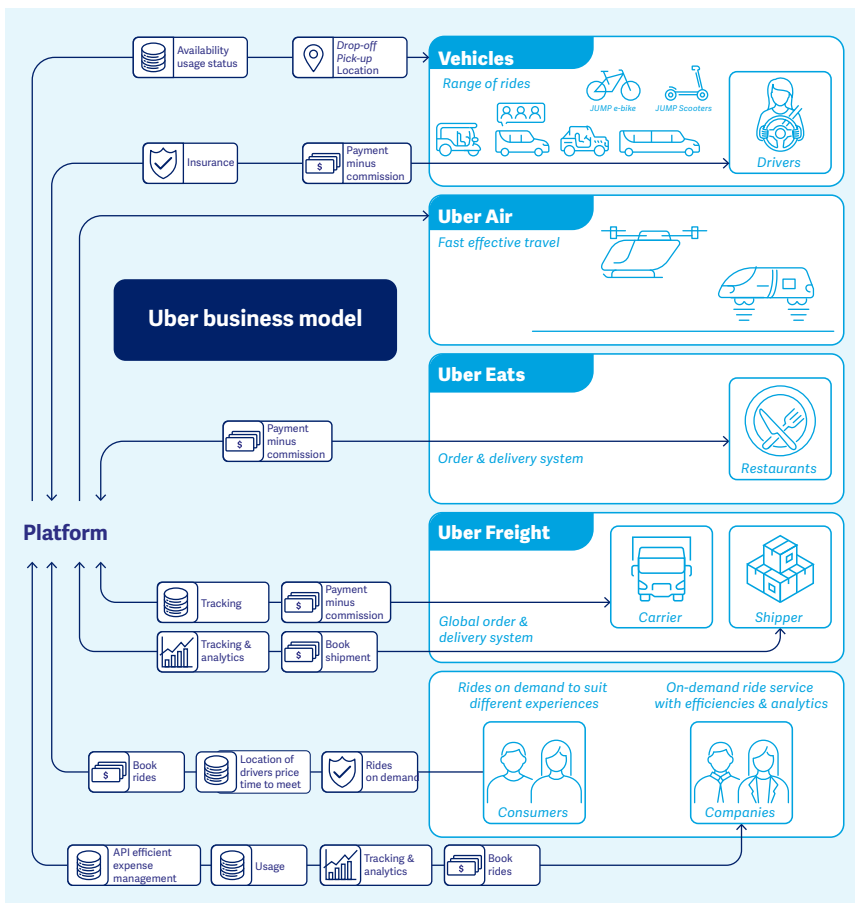 Availability
usage status
Drop-off
Pick-up
Location
Vehicles
Range of rides
JUMP e-bike
JUMP Scooters
Drivers
Insurance
Payment
minus
commission
$
Uber Air
Fast effective travel
Uber business model
Uber Eats
Payment
minus
commission
$
Order & delivery system
Restaurants
Platform
Uber Freight
Tracking
Payment
minus
commission
$
Global order &
delivery system
Carrier
Shipper
Tracking &
analytics
Book
shipment
$
Rides on demand to suit
different experiences
On-demand ride service
with efficiencies & analytics
Book
rides
$
Location of
drivers price
time to meet
Rides
on demand
Consumers
Companies
API efficient
expense
management
Usage
Tracking &
analytics
Book
rides
$